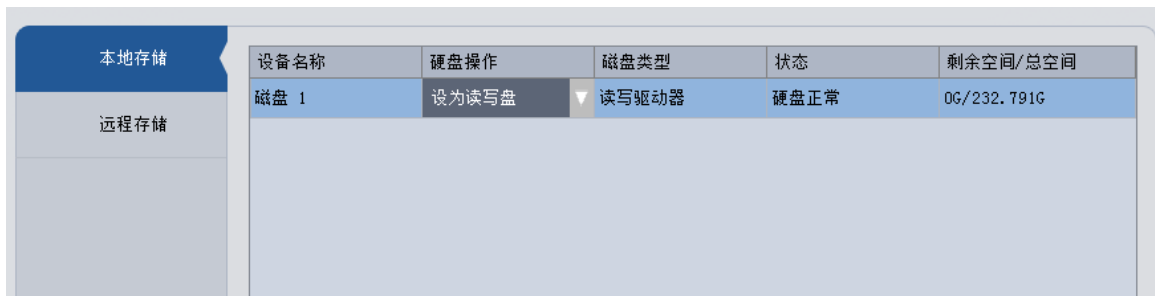 本地存储
远程存储
设备名称 硬盘操作 磁盘类型 状态 剩余空间/总空间
磁盘 1 设为读写盘 读写驱动器 硬盘正常 0G/232.791G